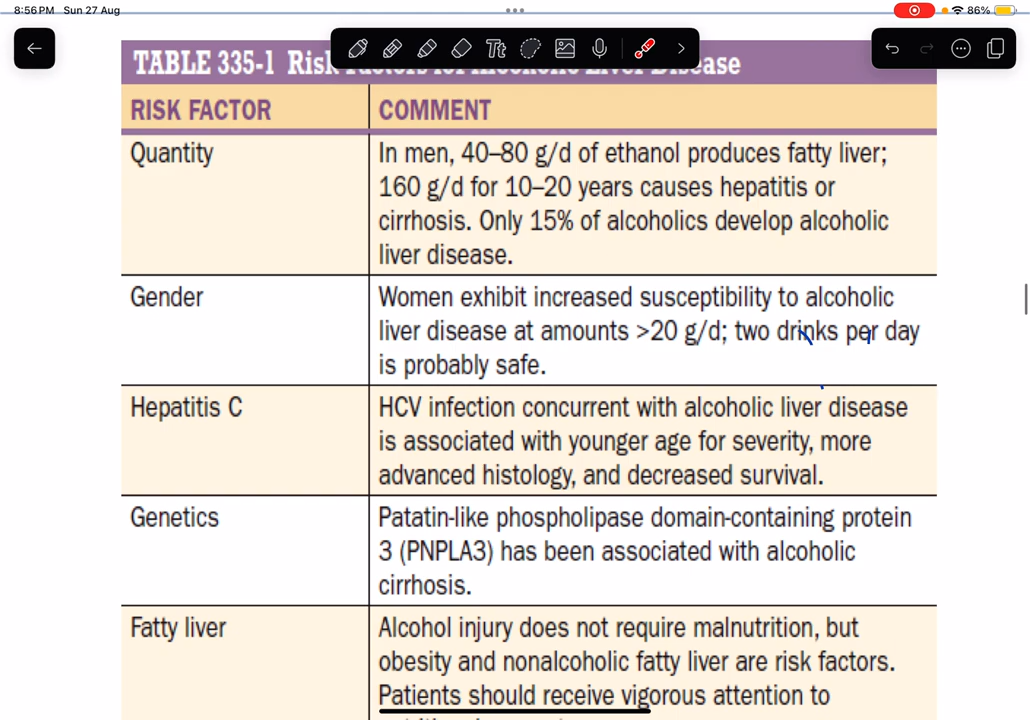 8:56 PM Sun 27 Aug
86%
Tt
TABLE 335-1 Risk Factors for Alcoholic Liver Disease
RISK FACTOR COMMENT
Quantity In men, 40–80 g/d of ethanol produces fatty liver;
160 g/d for 10–20 years causes hepatitis or
cirrhosis. Only 15% of alcoholics develop alcoholic
liver disease.
Gender Women exhibit increased susceptibility to alcoholic
liver disease at amounts >20 g/d; two drinks per day
is probably safe.
Hepatitis C HCV infection concurrent with alcoholic liver disease
is associated with younger age for severity, more
advanced histology, and decreased survival.
Genetics Patatin-like phospholipase domain-containing protein
3 (PNPLA3) has been associated with alcoholic
cirrhosis.
Fatty liver Alcohol injury does not require malnutrition, but
obesity and nonalcoholic fatty liver are risk factors.
Patients should receive vigorous attention to